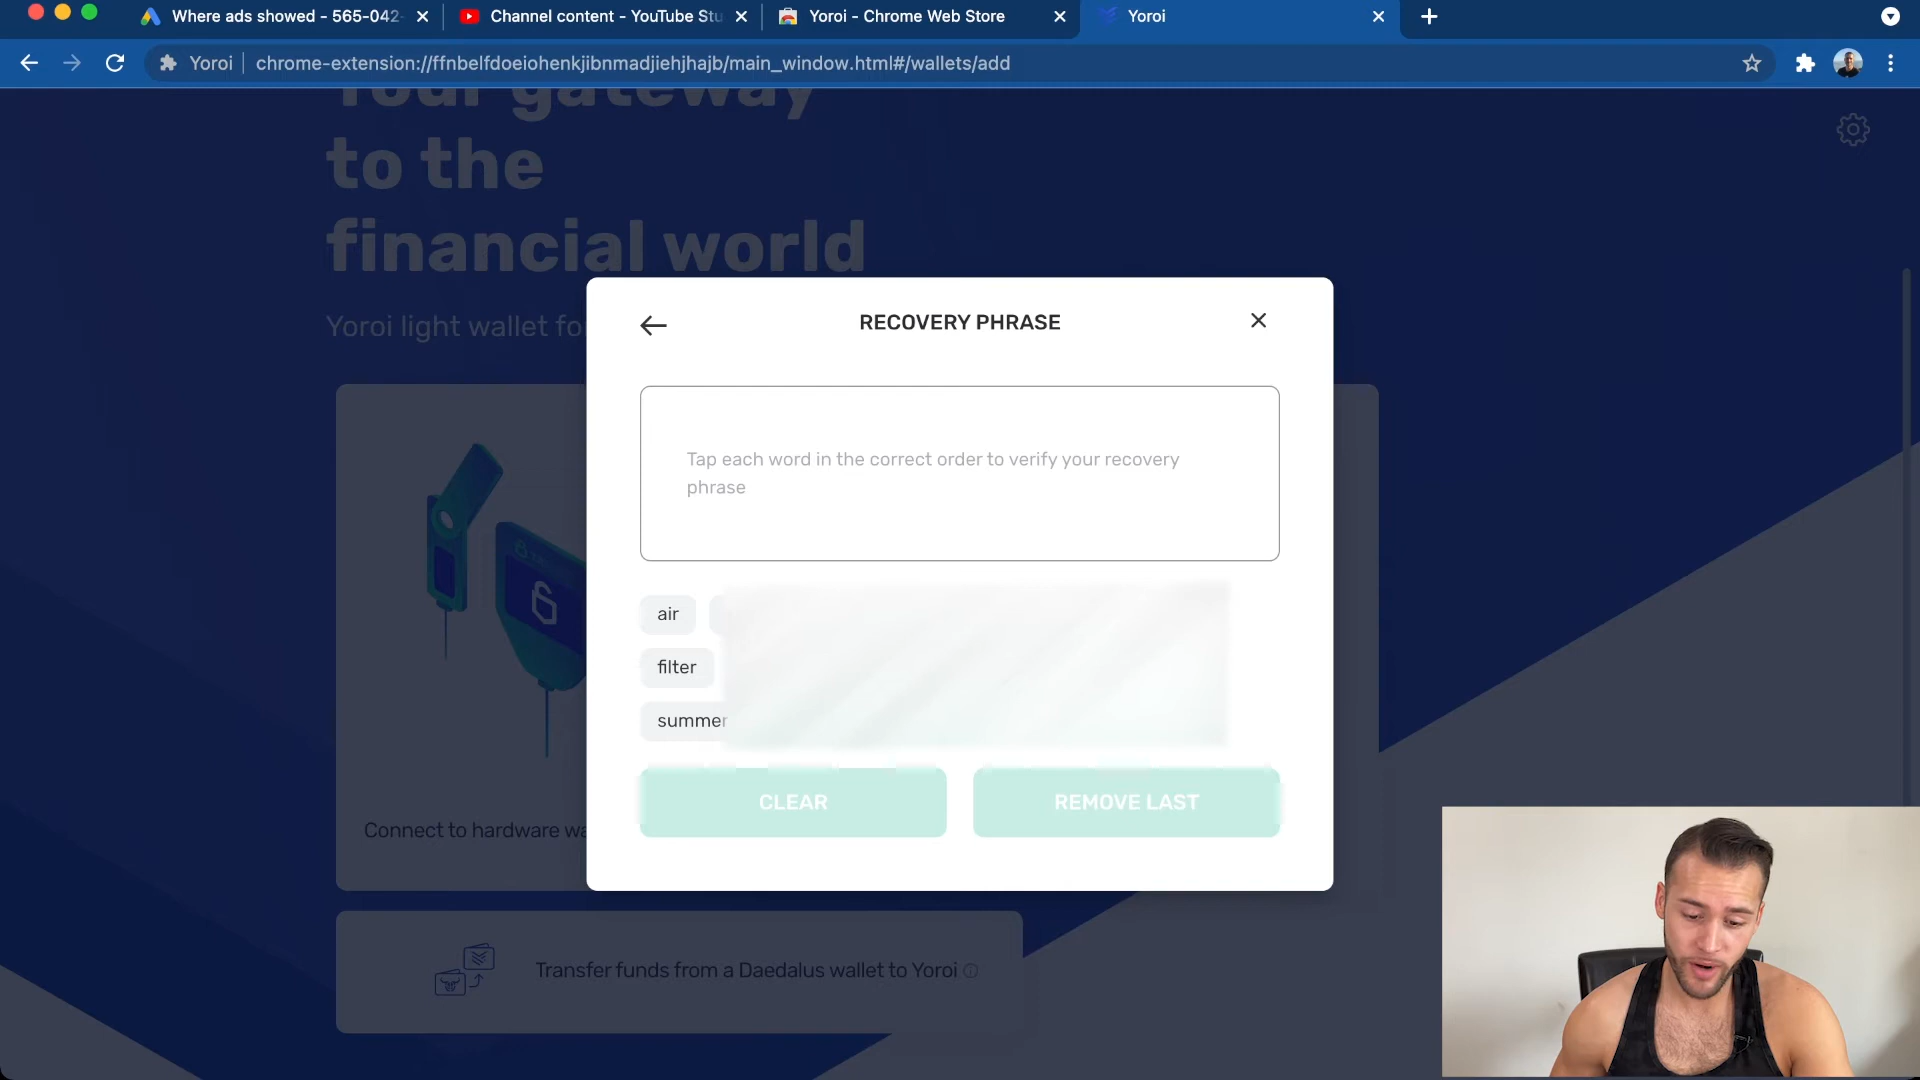 Where ads showed - 565-042-
Channel content - YouTube Stu
Yoroi - Chrome Web Store
Yoroi
Yoroi
chrome-extension://ffnbelfdoeiohenkjibnmadjiehjhajb/main_window.html#/wallets/add
Your gateway
to the
financial world
Yoroi light wallet fo
RECOVERY PHRASE
Tap each word in the correct order to verify your recovery
phrase
air
filter
summer
CLEAR
REMOVE LAST
Connect to hardware wa
Transfer funds from a Daedalus wallet to Yoroi